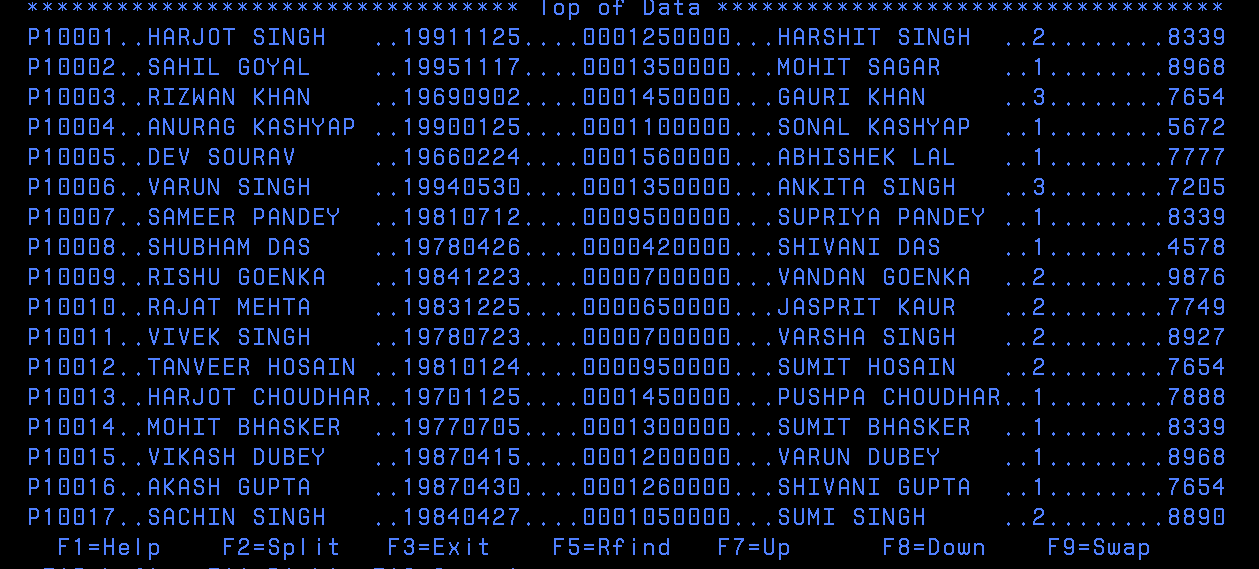 ********************************* Top of Data **********************************
P10001..HARJOT SINGH   ..19911125....0001250000...HARSHIT SINGH  ..2........8339
P10002..SAHIL GOYAL    ..19951117....0001350000...MOHIT SAGAR    ..1........8968
P10003..RIZWAN KHAN    ..19690902....0001450000...GAURI KHAN     ..3........7654
P10004..ANURAG KASHYAP ..19900125....0001100000...SONAL KASHYAP  ..1........5672
P10005..DEV SOURAV     ..19660224....0001560000...ABHISHEK LAL   ..1........7777
P10006..VARUN SINGH    ..19940530....0001350000...ANKITA SINGH   ..3........7205
P10007..SAMEER PANDEY  ..19810712....0009500000...SUPRIYA PANDEY ..1........8339
P10008..SHUBHAM DAS    ..19780426....0000420000...SHIVANI DAS    ..1........4578
P10009..RISHU GOENKA   ..19841223....0000700000...VANDAN GOENKA  ..2........9876
P10010..RAJAT MEHTA    ..19831225....0000650000...JASPRIT KAUR   ..2........7749
P10011..VIVEK SINGH    ..19780723....0000700000...VARSHA SINGH   ..2........8927
P10012..TANVEER HOSAIN ..19810124....0000950000...SUMIT HOSAIN   ..2........7654
P10013..HARJOT CHOUDHAR..19701125....0001450000...PUSHPA CHOUDHAR..1........7888
P10014..MOHIT BHASKER  ..19770705....0001300000...SUMIT BHASKER  ..1........8339
P10015..VIKASH DUBEY   ..19870415....0001200000...VARUN DUBEY    ..1........8968
P10016..AKASH GUPTA    ..19870430....0001260000...SHIVANI GUPTA  ..1........7654
P10017..SACHIN SINGH   ..19840427....0001050000...SUMI SINGH     ..2........8890
F1=Help    F2=Split   F3=Exit    F5=Rfind   F7=Up      F8=Down    F9=Swap